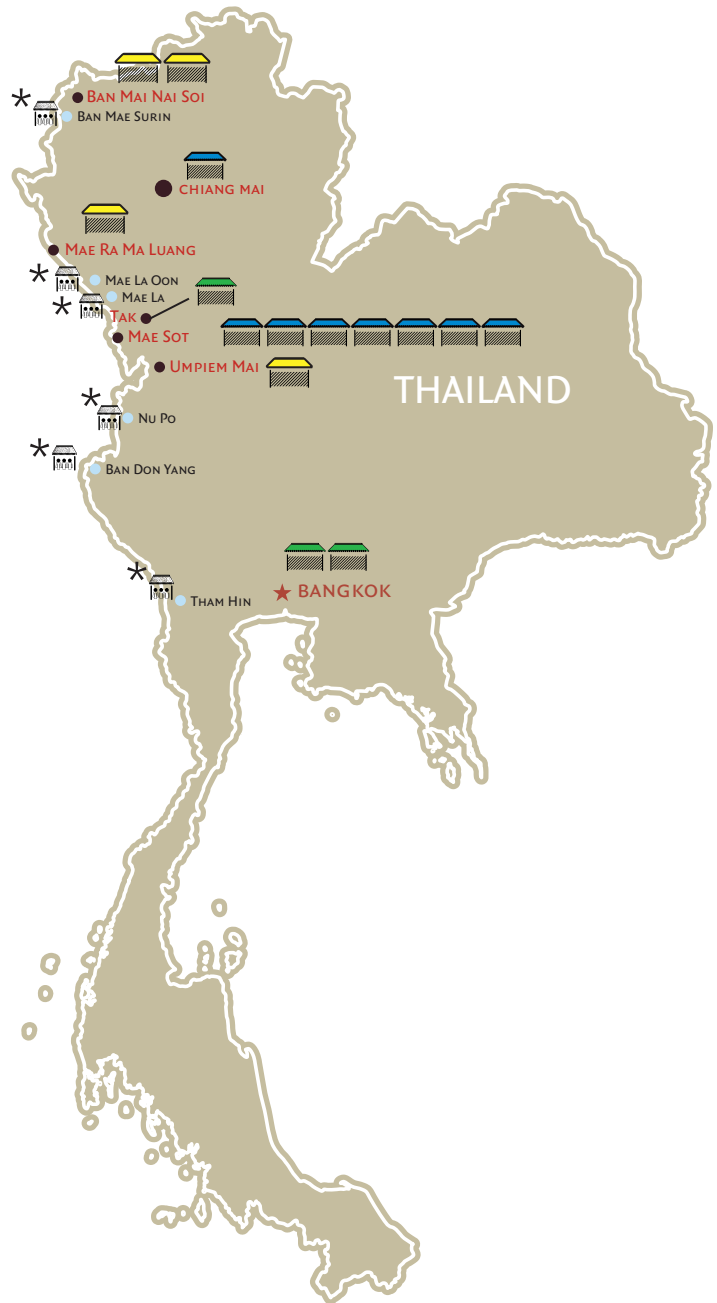 *
Ban Mai Nai Soi
Ban Mae Surin
CHIANG MAI
Mae Ra Ma Luang
*
Mae La Oon
*
Mae La
Tak
Mae Sot
Umpiem Mai
THAILAND
*
Nu Po
*
Ban Don Yang
*
BANGKOK
Tham Hin